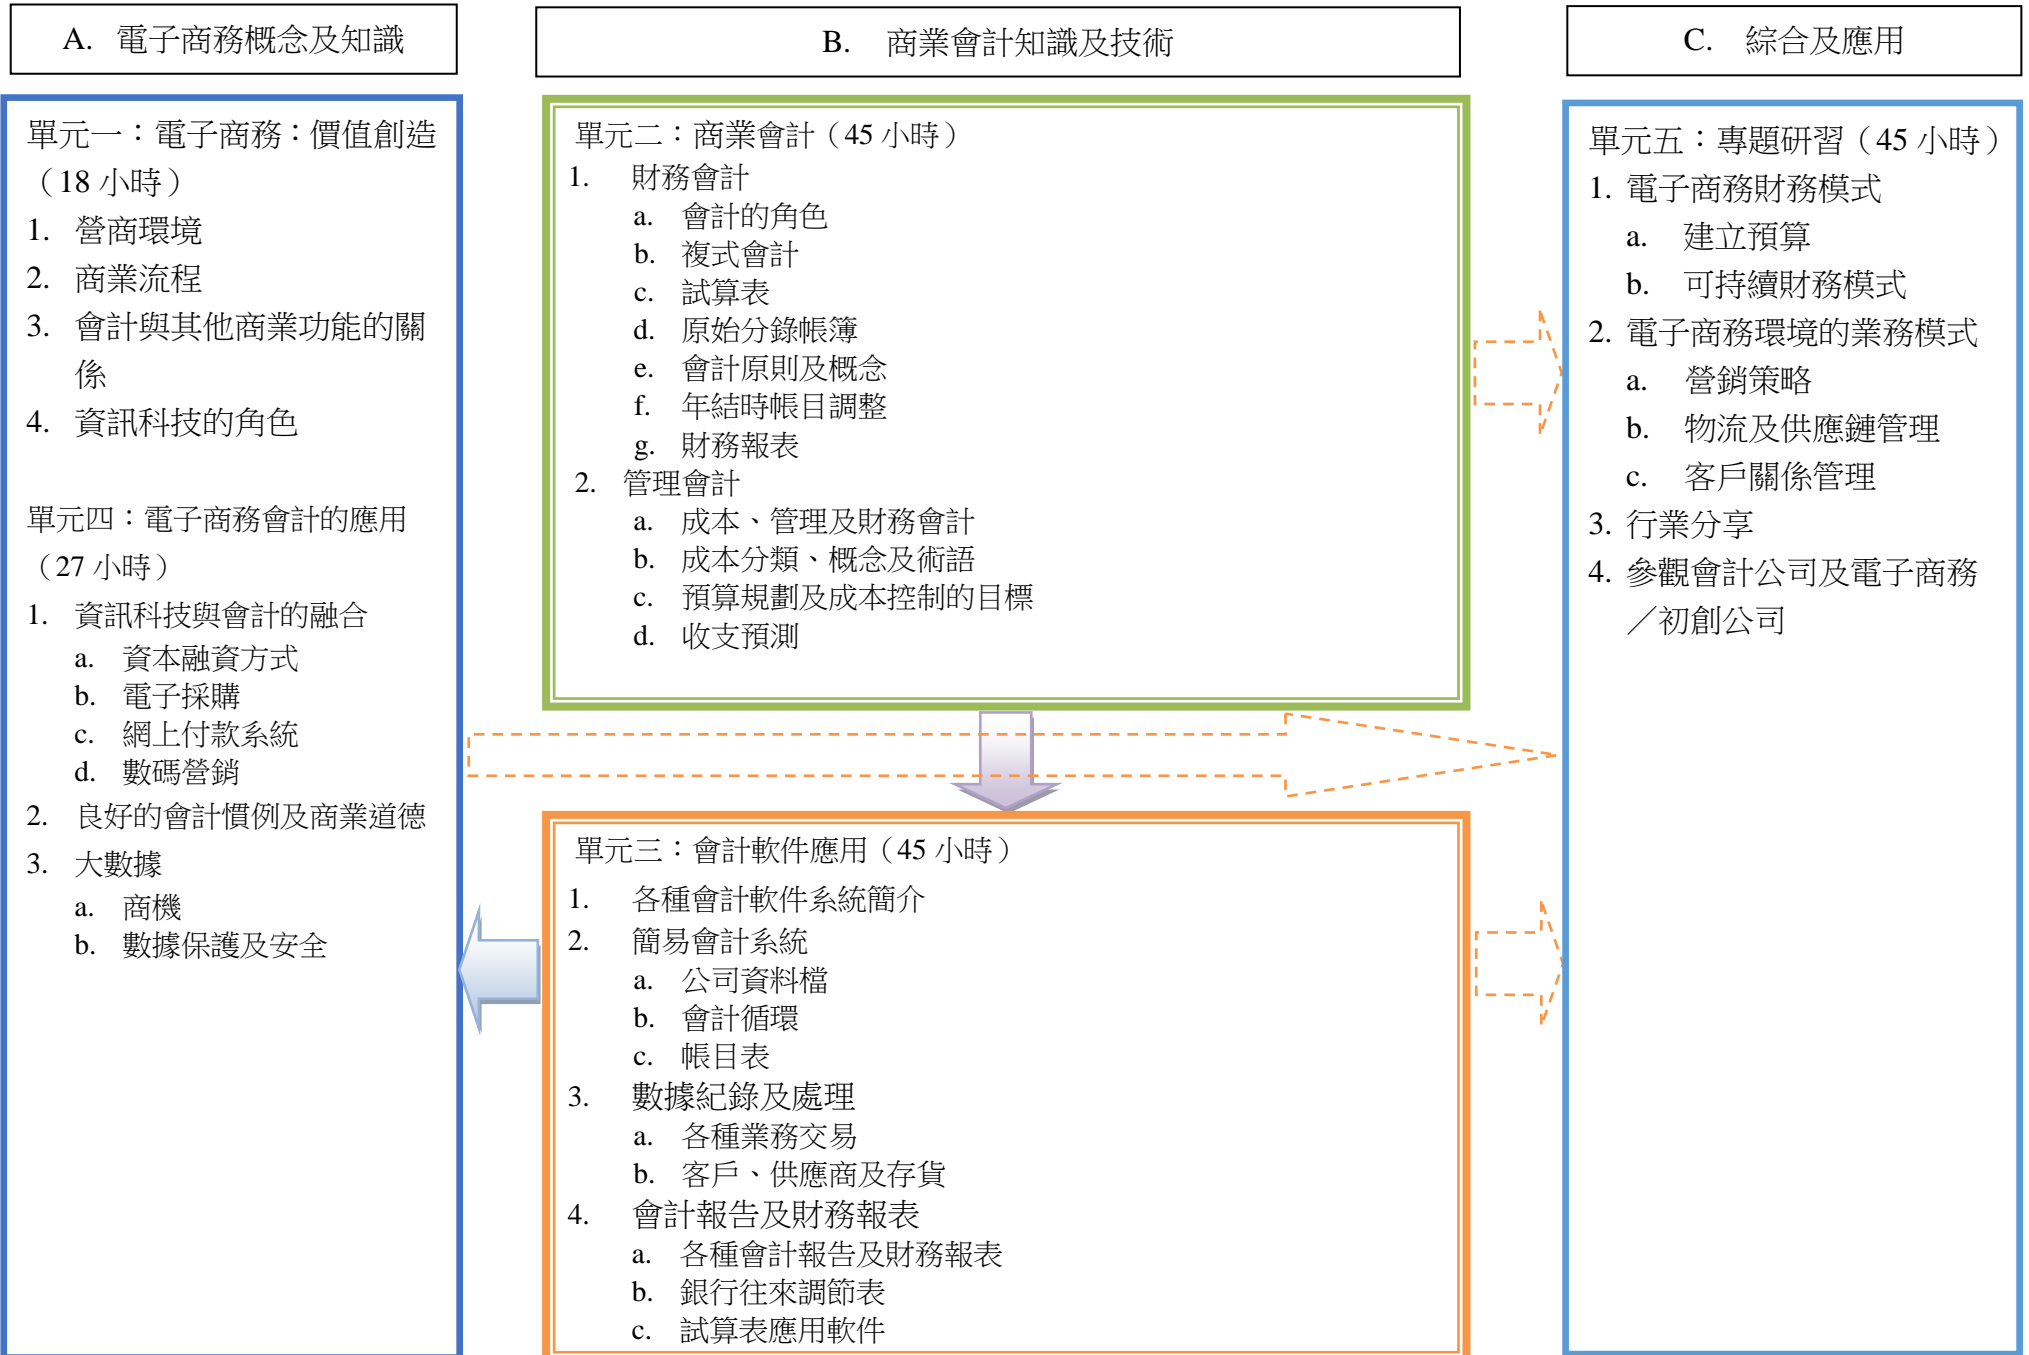 A. 電子商務概念及知識
單元一：電子商務：價值創造
（18 小時）
1. 營商環境
2. 商業流程
3. 會計與其他商業功能的關
係
4. 資訊科技的角色
單元四：電子商務會計的應用
（27 小時）
1. 資訊科技與會計的融合
a. 資本融資方式
b. 電子採購
c. 網上付款系統
d. 數碼營銷
2. 良好的會計慣例及商業道德
3. 大數據
a. 商機
b. 數據保護及安全
B. 商業會計知識及技術
單元二：商業會計（45 小時）
1. 財務會計
a. 會計的角色
b. 複式會計
c. 試算表
d. 原始分錄帳簿
e. 會計原則及概念
f. 年結時帳目調整
g. 財務報表
2. 管理會計
a. 成本、管理及財務會計
b. 成本分類、概念及術語
c. 預算規劃及成本控制的目標
d. 收支預測
單元三：會計軟件應用（45 小時）
1. 各種會計軟件系統簡介
2. 簡易會計系統
a. 公司資料檔
b. 會計循環
c. 帳目表
3. 數據紀錄及處理
a. 各種業務交易
b. 客戶、供應商及存貨
4. 會計報告及財務報表
a. 各種會計報告及財務報表
b. 銀行往來調節表
c. 試算表應用軟件
C. 綜合及應用
單元五：專題研習（45 小時）
1. 電子商務財務模式
a. 建立預算
b. 可持續財務模式
2. 電子商務環境的業務模式
a. 營銷策略
b. 物流及供應鏈管理
c. 客戶關係管理
3. 行業分享
4. 參觀會計公司及電子商務
／初創公司